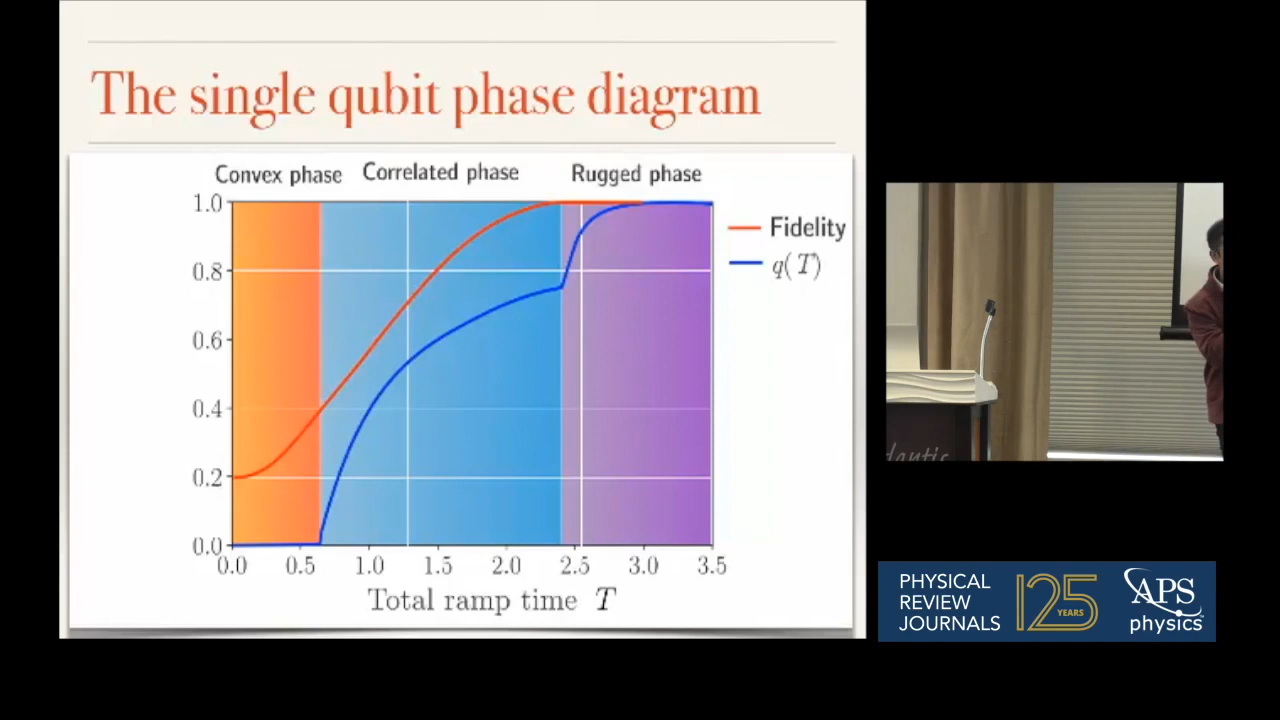 The single qubit phase diagram
Convex phase
Correlated phase
Rugged phase
1.0
0.8
0.6
0.4
0.2
0.0
0.0 0.5 1.0 1.5 2.0 2.5 3.0 3.5
Total ramp time T
Fidelity
q(T)
PHYSICAL
REVIEW
JOURNALS
125
YEARS
APS
physics